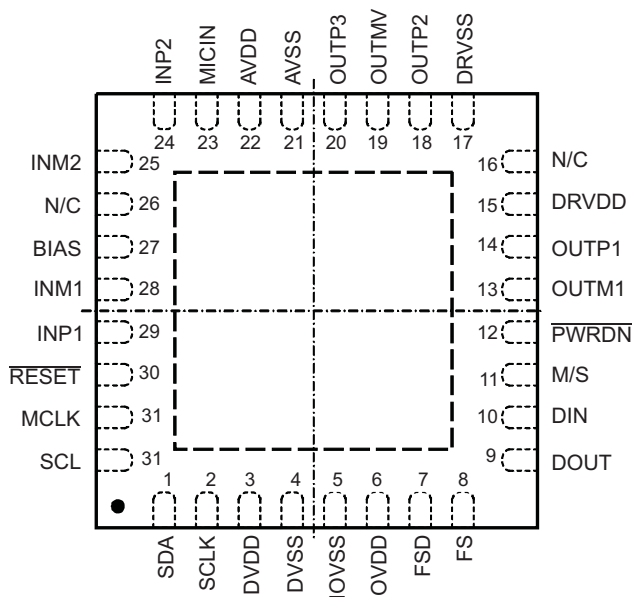 INP2
MICIN
AVDD
AVSS
OUTP3
OUTMV
OUTP2
DRVSS
24
23
22
21
20
19
18
17
INM2 25
N/C 26
BIAS 27
INM1 28
INP1 29
RESET 30
MCLK 31
SCL 31
16 N/C
15 DRVDD
14 OUTP1
13 OUTM1
12 PWRDN
11 M/S
10 DIN
9 DOUT
1
2
3
4
5
6
7
8
SDA
SCLK
DVDD
DVSS
IOVSS
OVDD
FSD
FS